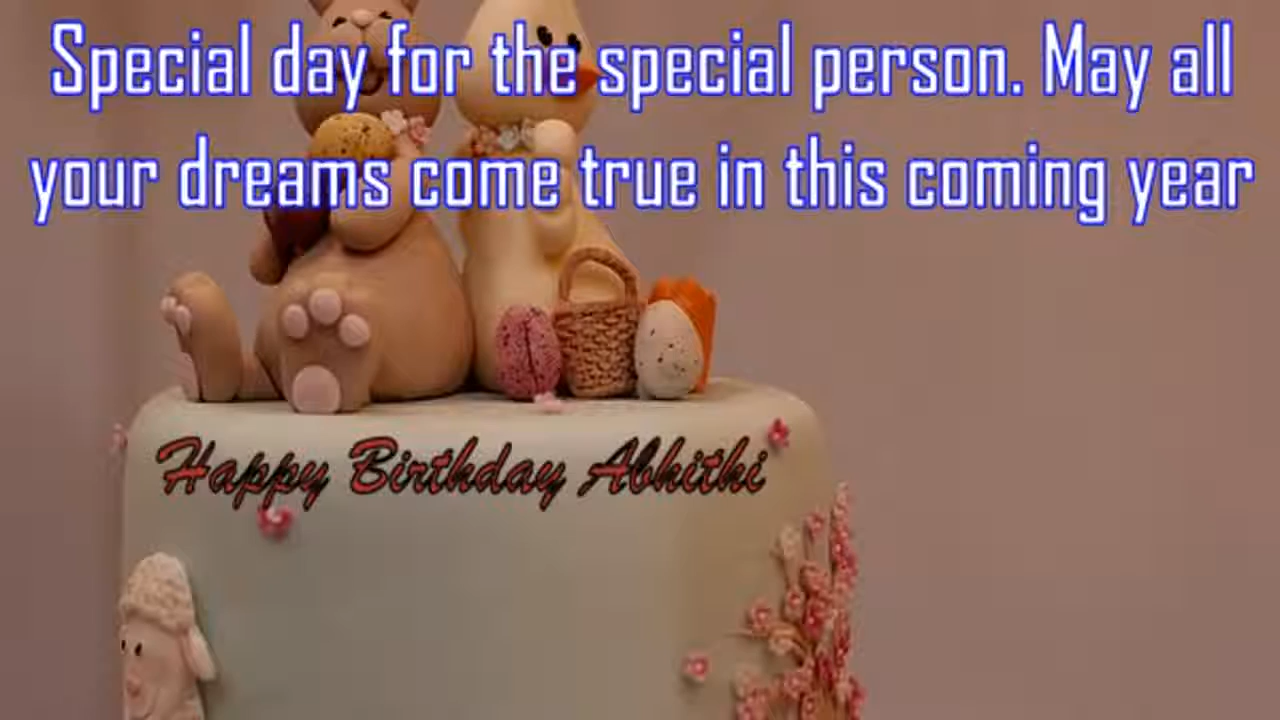 Special day for the special person. May all
your dreams come true in this coming year
Happy Birthday Abhithi